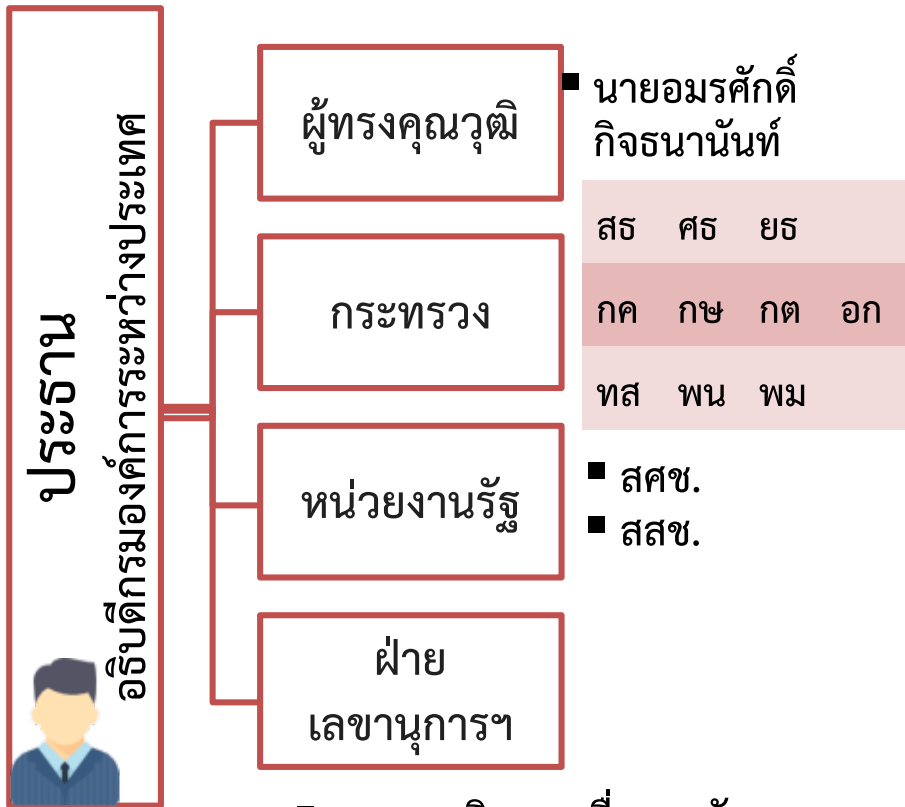 ประธาน
อธิบดีกรมองค์การระหว่างประเทศ
ผู้ทรงคุณวุฒิ
▪ นายอมรศักดิ์
กิจธนานันท์
กระทรวง
สธ ศธ ยธ
กค กษ กต อก
ทส พน พม
หน่วยงานรัฐ
▪ สศช.
▪ สสช.
ฝ่าย
เลขานุการฯ